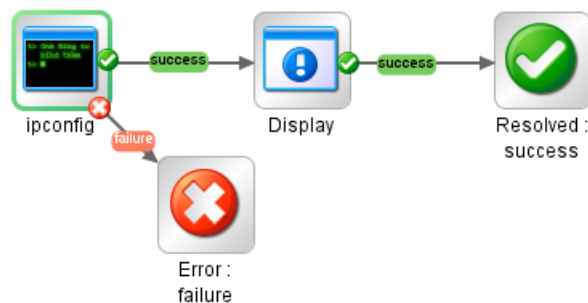 success
success
ipconfig
Display
Resolved :
success
failure
Error :
failure